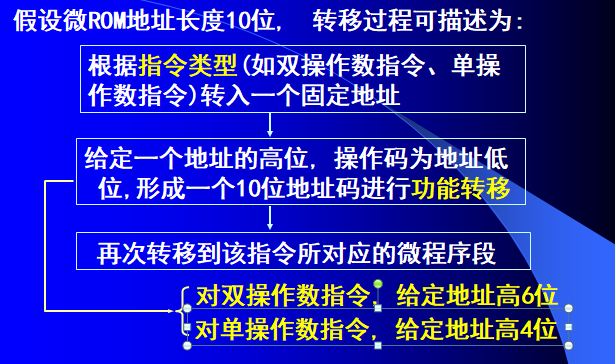 假设微ROM地址长度10位, 转移过程可描述为:
根据指令类型(如双操作数指令、单操
作数指令)转入一个固定地址
给定一个地址的高位, 操作码为地址低
位,形成一个10位地址码进行功能转移
再次转移到该指令所对应的微程序段
对双操作数指令, 给定地址高6位
对单操作数指令, 给定地址高4位